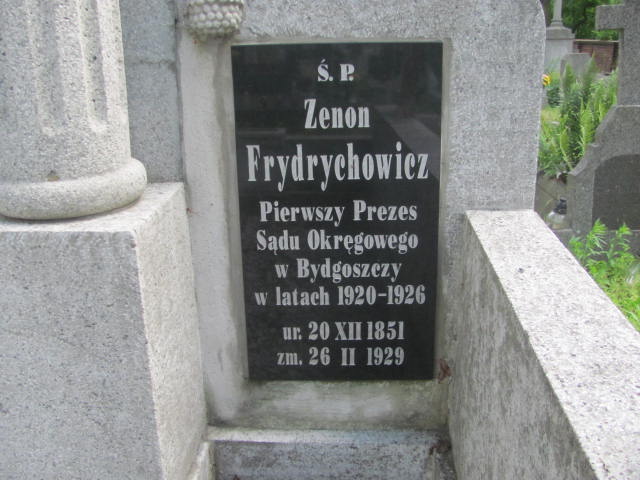 Ś. P.
Zenon
Frydrychowicz
Pierwszy Prezes
Sądu Okręgowego
w Bydgoszczy
w latach 1920-1926
ur. 20 XII 1851
zm. 26 II 1929